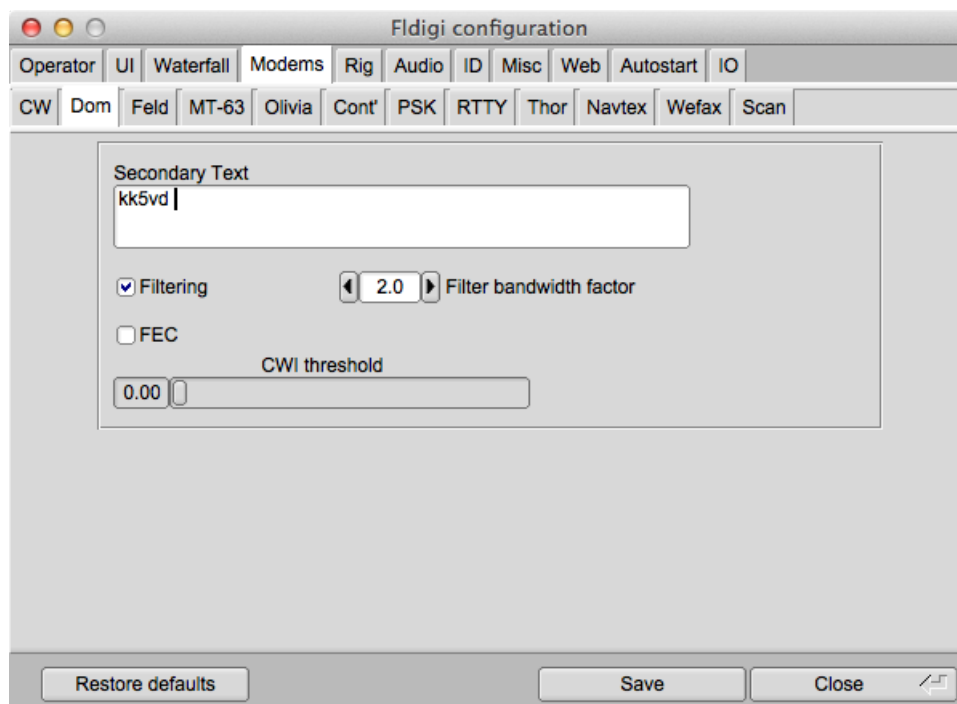 Fldigi configuration
Operator UI Waterfall Modems Rig Audio ID Misc Web Autostart IO
CW Dom Feld MT-63 Olivia Cont' PSK RTTY Thor Navtex Wefax Scan
Secondary Text
kk5vd
Filtering 2.0 Filter bandwidth factor
FEC
CWI threshold
0.00
Restore defaults Save Close